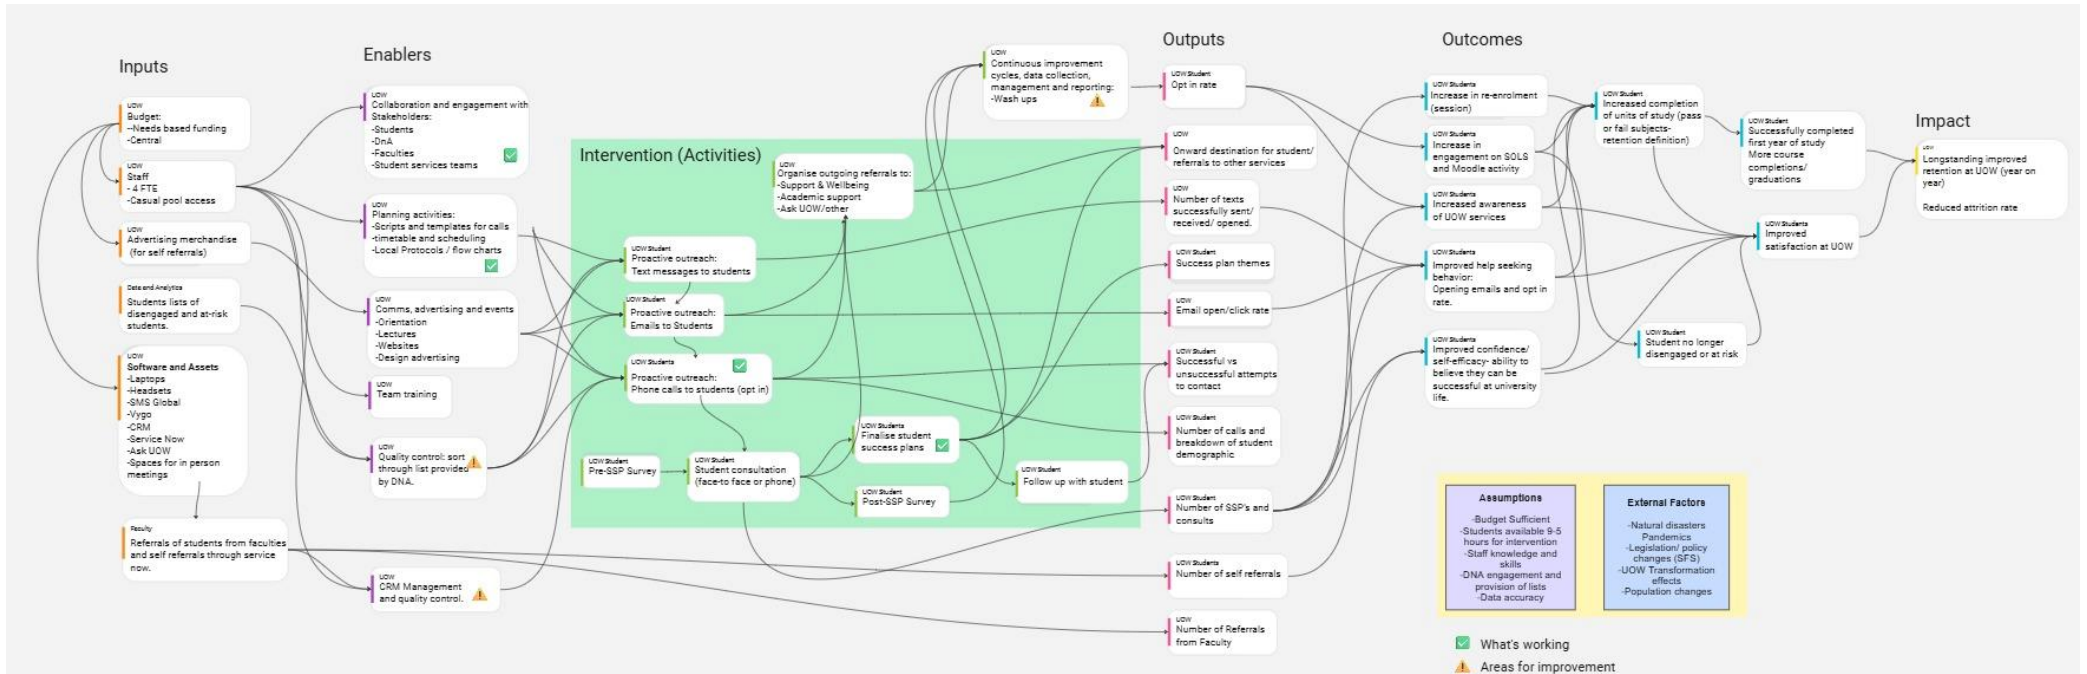 Inputs
UOW
Budget:
--Needs based funding
-Central
UOW
Staff
- 4 FTE
-Casual pool access
UOW
Advertising merchandise
(for self referrals)
Data and Analytics
Students lists of
disengaged and at-risk
students.
UOW
Software and Assets
-Laptops
-Headsets
-SMS Global
-Vygo
-CRM
-Service Now
-Ask UOW
-Spaces for in person
meetings
Faculty
Referrals of students from faculties
and self referrals through service
now.
Enablers
UOW
Collaboration and engagement with
Stakeholders:
-Students
-DnA
-Faculties
-Student services teams
UOW
Planning activities:
-Scripts and templates for calls
-timetable and scheduling
-Local Protocols / flow charts
UOW
Comms, advertising and events
-Orientation
-Lectures
-Websites
-Design advertising
UOW
Team training
UOW
Quality control: sort
through list provided
by DNA.
UOW
CRM Management
and quality control.
Intervention (Activities)
UOW
Organise outgoing referrals to:
-Support & Wellbeing
-Academic support
-Ask UOW/other
UOW Student
Proactive outreach:
Text messages to students
UOW Student
Proactive outreach:
Emails to Students
UOW Students
Proactive outreach:
Phone calls to students (opt in)
UOW Student
Pre-SSP Survey
UOW Student
Student consultation
(face-to face or phone)
UOW Students
Finalise student
success plans
UOW Student
Post-SSP Survey
UOW Student
Follow up with student
UOW
Continuous improvement
cycles, data collection,
management and reporting:
-Wash ups
Outputs
UOW Student
Opt in rate
UOW
Onward destination for student/
referrals to other services
UOW Student
Number of texts
successfully sent/
received/ opened.
UOW Student
Success plan themes
UOW
Email open/click rate
UOW Student
Successful vs
unsuccessful attempts
to contact
UOW Student
Number of calls and
breakdown of student
demographic
UOW Student
Number of SSP's and
consults
UOW Student
Number of self referrals
UOW
Number of Referrals
from Faculty
Outcomes
UOW Students
Increase in re-enrolment
(session)
UOW Student
Increase in
engagement on SOLS
and Moodle activity
UOW Students
Increased awareness
of UOW services
UOW Students
Improved help seeking
behavior:
Opening emails and opt in
rate.
UOW Students
Improved confidence/
self-efficacy- ability to
believe they can be
successful at university
life.
UOW Student
Increased completion
of units of study (pass
or fail subjects-
retention definition)
UOW Student
Student no longer
disengaged or at risk
UOW Student
Successfully completed
first year of study
More course
completions/
graduations
UOW Students
Improved
satisfaction at UOW
Impact
UOW
Longstanding improved
retention at UOW (year on
year)
Reduced attrition rate
Assumptions
-Budget Sufficient
-Students available 9-5
hours for intervention
-Staff knowledge and
skills
-DNA engagement and
provision of lists
-Data accuracy
External Factors
-Natural disasters
Pandemics
-Legislation/ policy
changes (SFS)
-UOW Transformation
effects
-Population changes
What's working
Areas for improvement